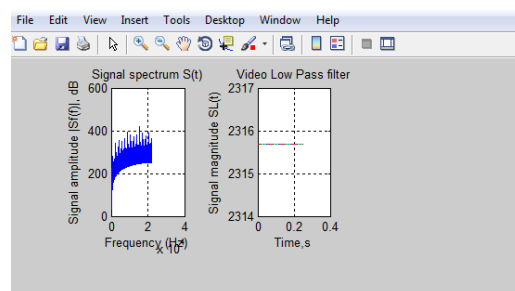 File Edit View Insert Tools Desktop Window Help
Signal spectrum S(t)
Signal amplitude |Sf(f)|, dB
600
400
200
0
0 2 4
Frequency (Hz)
x 10
Video Low Pass filter
Signal magnitude SL(t)
2317
2316
2315
2314
0 0.2 0.4
Time,s